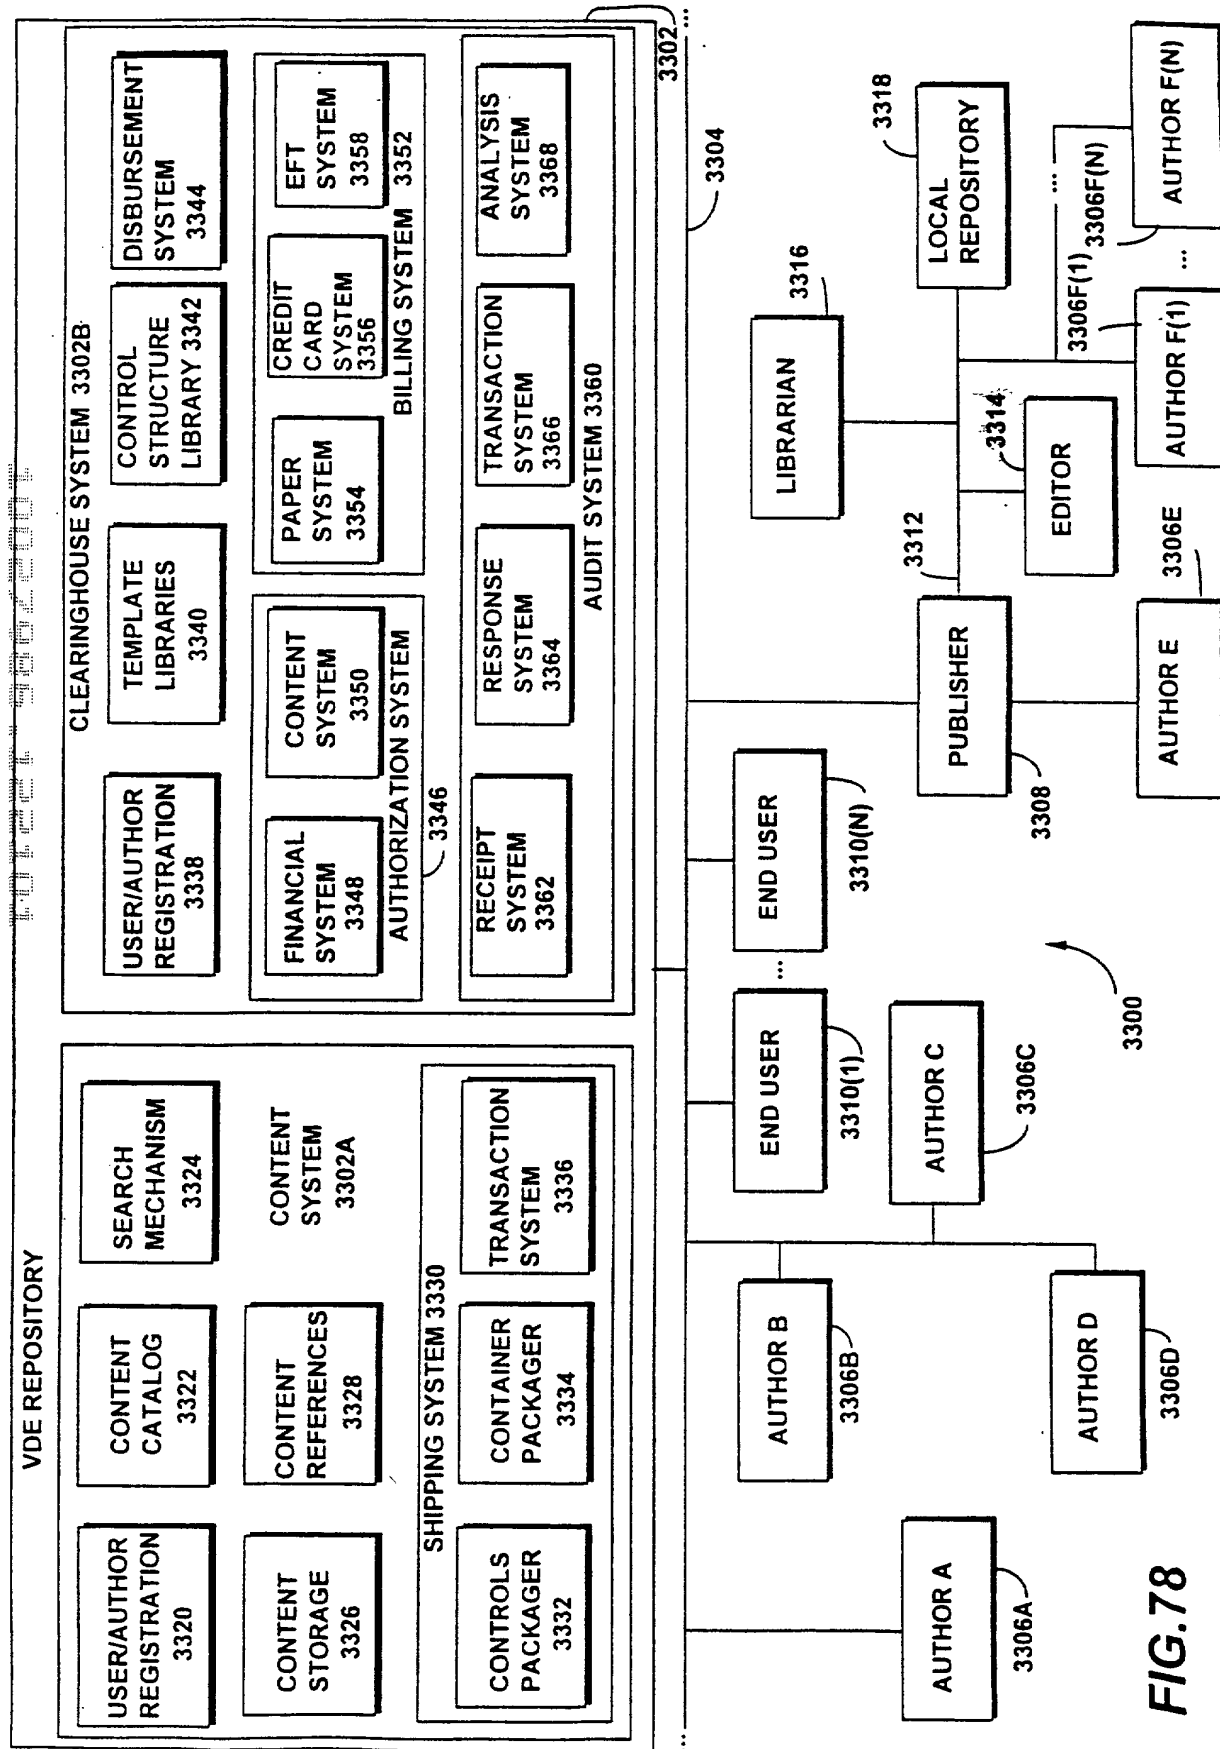 VDE REPOSITORY
USER/AUTHOR
REGISTRATION
3320
CONTENT
CATALOG
3322
SEARCH
MECHANISM
3324
CONTENT
STORAGE
3326
CONTENT
REFERENCES
3328
CONTENT
SYSTEM
3302A
SHIPPING SYSTEM 3330
CONTROLS
PACKAGER
3332
CONTAINER
PACKAGER
3334
TRANSACTION
SYSTEM
3336
CLEARINGHOUSE SYSTEM 3302B
USER/AUTHOR
REGISTRATION
3338
TEMPLATE
LIBRARIES
3340
CONTROL
STRUCTURE
LIBRARY 3342
DISBURSEMENT
SYSTEM
3344
FINANCIAL
SYSTEM
3348
CONTENT
SYSTEM
3350
AUTHORIZATION SYSTEM
3346
PAPER
SYSTEM
3354
CREDIT
CARD
SYSTEM
3356
EFT
SYSTEM
3358
BILLING SYSTEM 3352
RECEIPT
SYSTEM
3362
RESPONSE
SYSTEM
3364
TRANSACTION
SYSTEM
3366
ANALYSIS
SYSTEM
3368
AUDIT SYSTEM 3360
3302
...
...
3304
END USER
3310(1)
...
END USER
3310(N)
LIBRARIAN
3316
LOCAL
REPOSITORY
3318
AUTHOR A
3306A
AUTHOR B
3306B
AUTHOR C
3306C
AUTHOR D
3306D
3300
PUBLISHER
3308
3312
EDITOR
3314
AUTHOR E
3306E
AUTHOR F(1)
3306F(1)
...
...
AUTHOR F(N)
3306F(N)
FIG.78